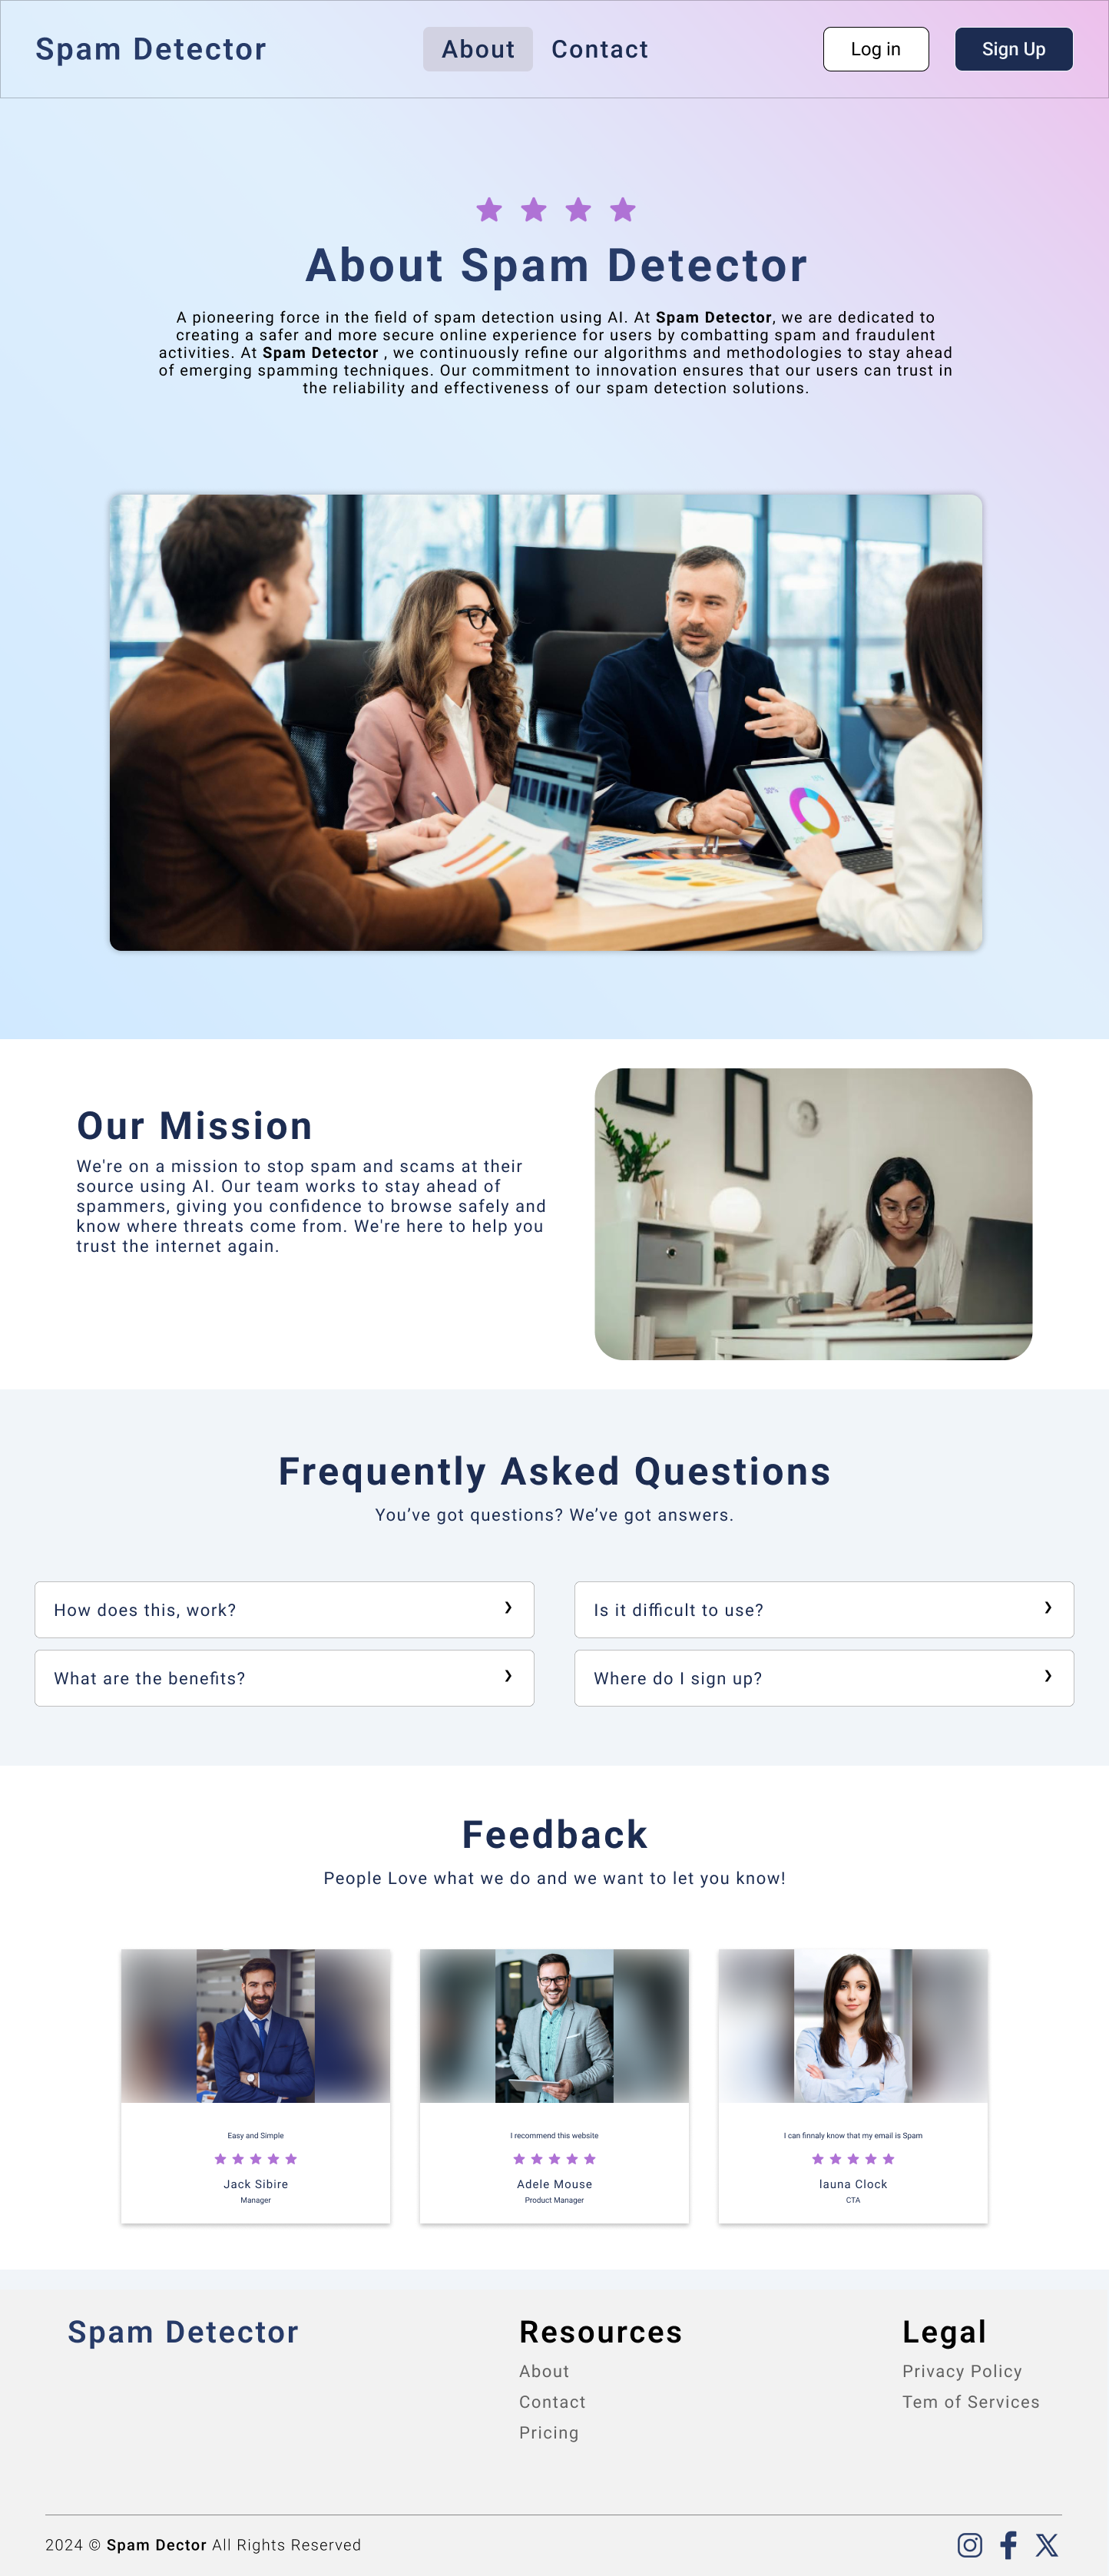 Spam Detector
About Contact
Log in
Sign Up
About Spam Detector
A pioneering force in the field of spam detection using AI. At Spam Detector, we are dedicated to
creating a safer and more secure online experience for users by combatting spam and fraudulent
activities. At Spam Detector , we continuously refine our algorithms and methodologies to stay ahead
of emerging spamming techniques. Our commitment to innovation ensures that our users can trust in
the reliability and effectiveness of our spam detection solutions.
Our Mission
We're on a mission to stop spam and scams at their
source using AI. Our team works to stay ahead of
spammers, giving you confidence to browse safely and
know where threats come from. We're here to help you
trust the internet again.
Frequently Asked Questions
You’ve got questions? We’ve got answers.
How does this, work?
Is it difficult to use?
What are the benefits?
Where do I sign up?
Feedback
People Love what we do and we want to let you know!
Easy and Simple
Jack Sibire
Manager
I recommend this website
Adele Mouse
Product Manager
I can finnaly know that my email is Spam
launa Clock
CTA
Spam Detector
Resources
About
Contact
Pricing
Legal
Privacy Policy
Tem of Services
2024 © Spam Dector All Rights Reserved